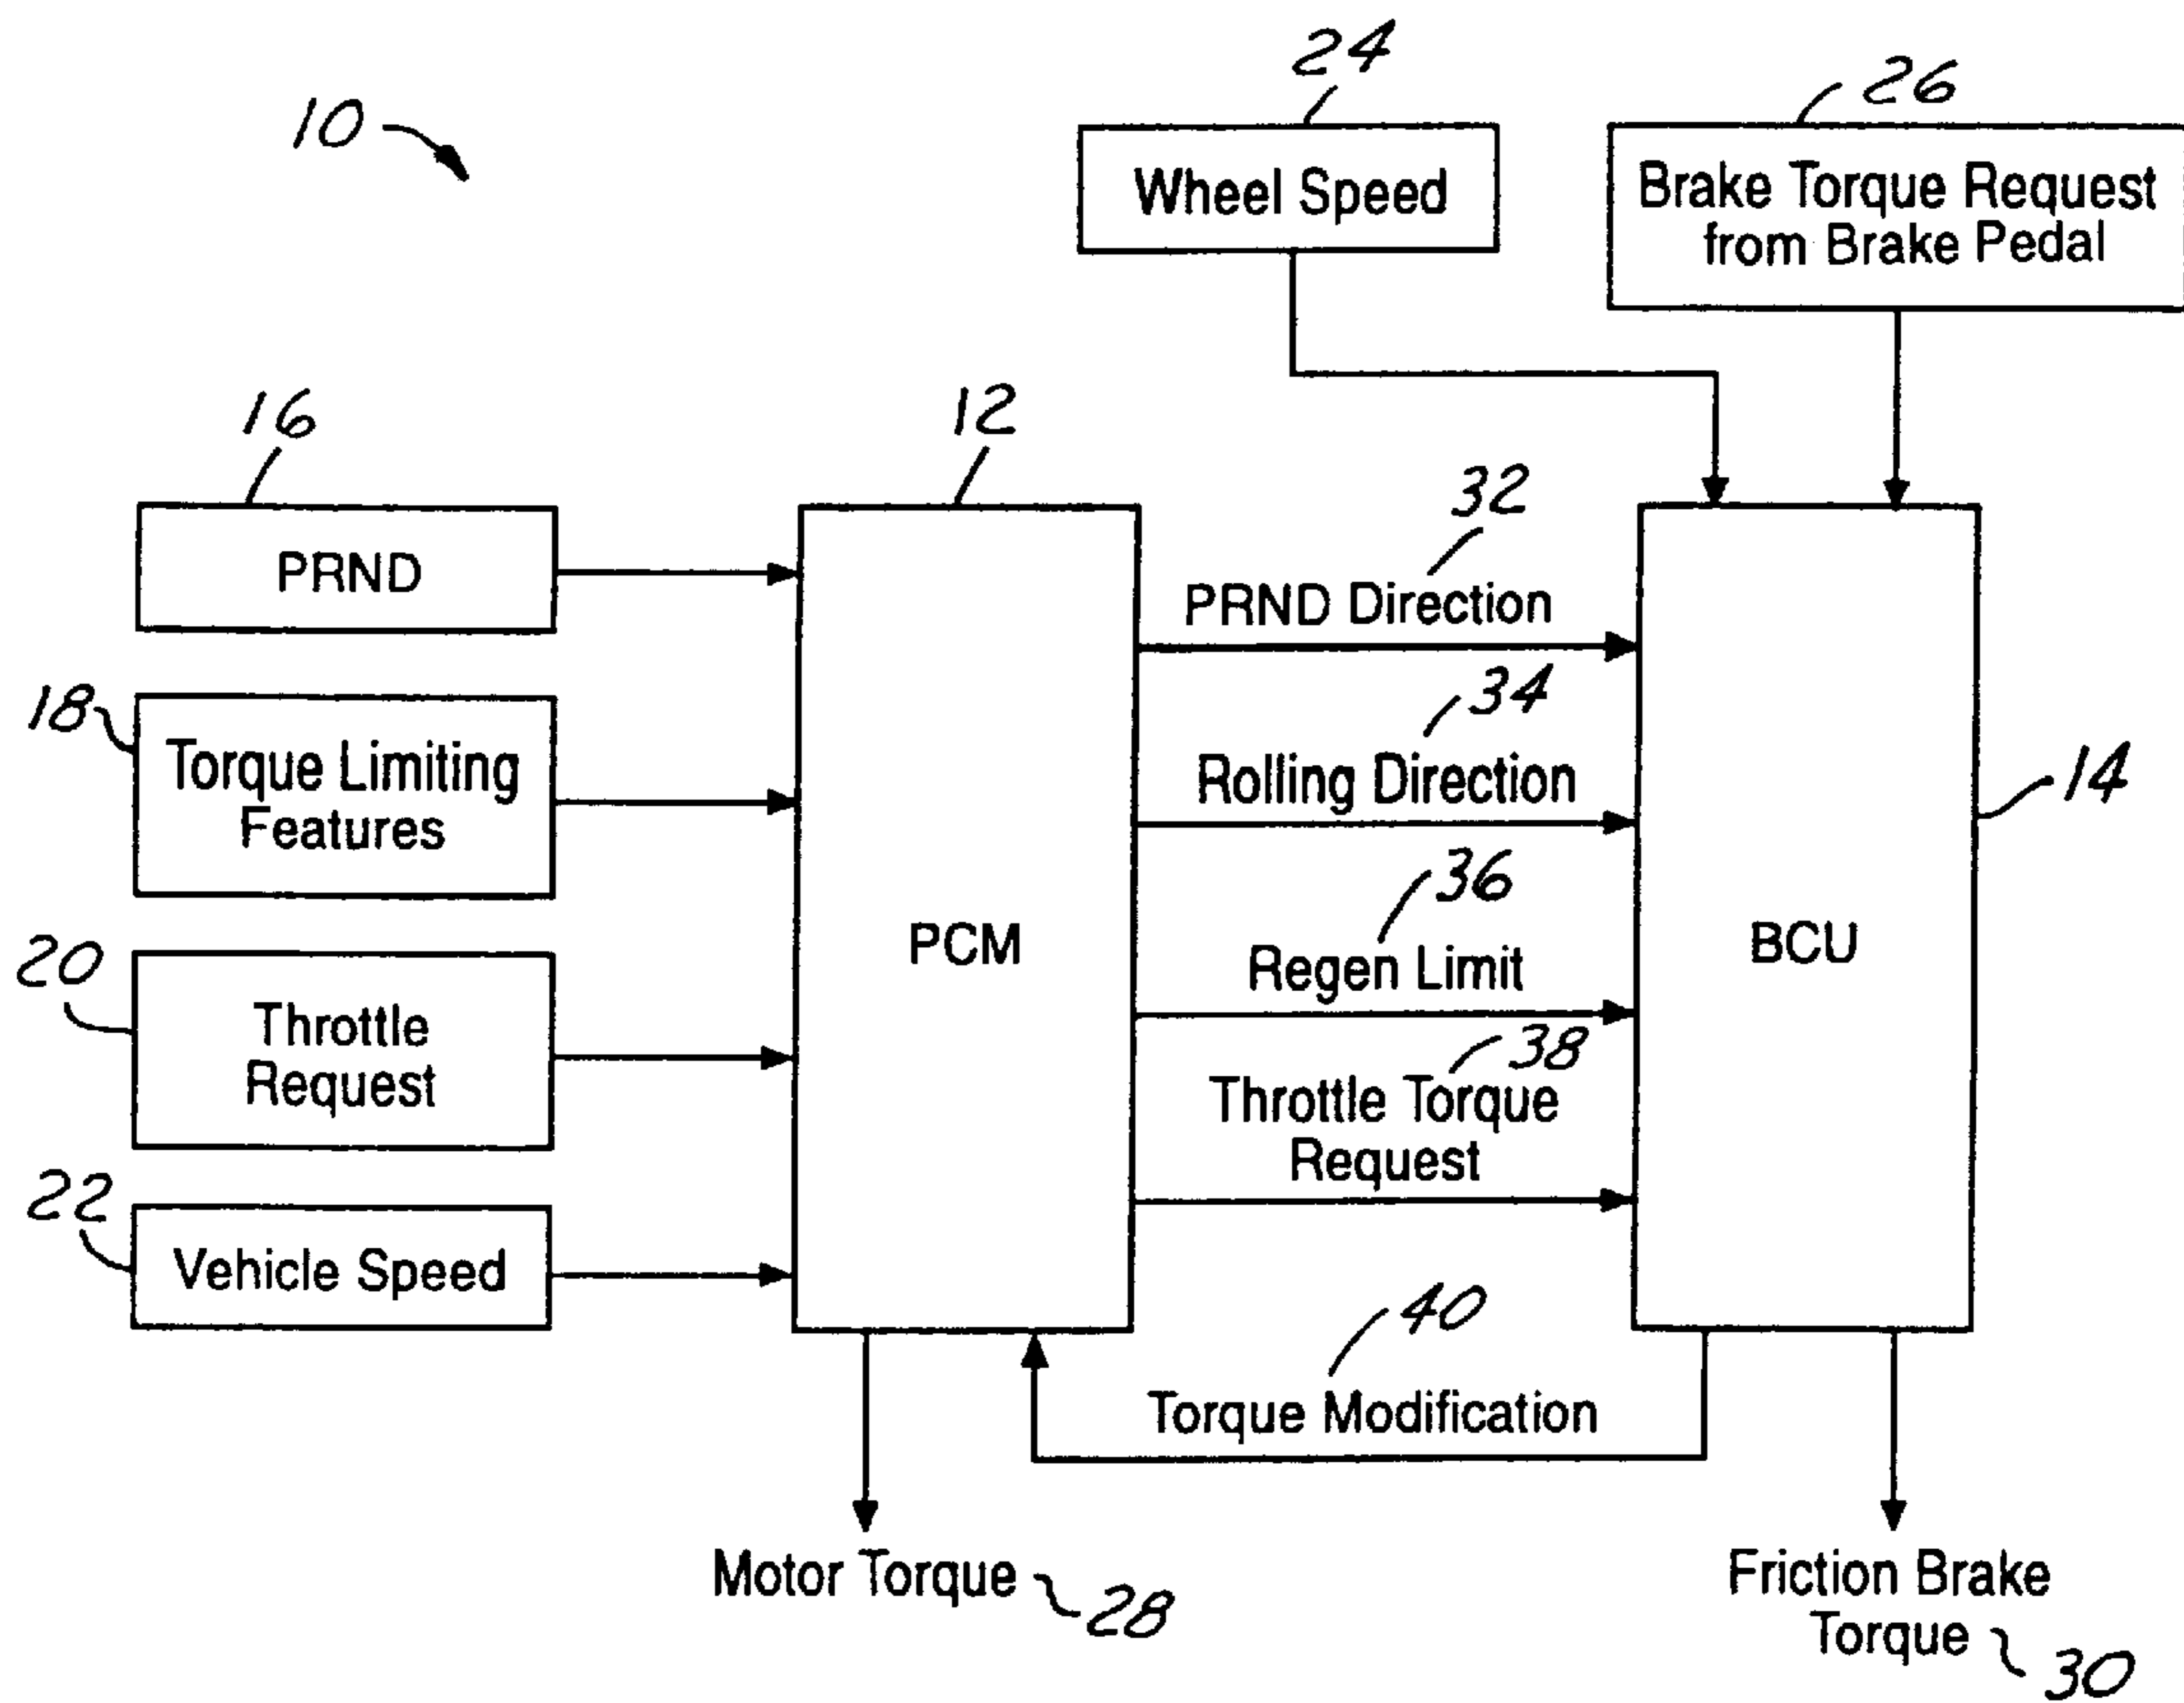 10
24
26
Wheel Speed
Brake Torque Request
from Brake Pedal
16
12
32
PRND
PRND Direction
18
34
Torque Limiting
Features
Rolling Direction
14
36
20
PCM
BCU
Regen Limit
Throttle
Request
38
Throttle Torque
Request
22
Vehicle Speed
40
Torque Modification
Motor Torque 28
Friction Brake
Torque 30